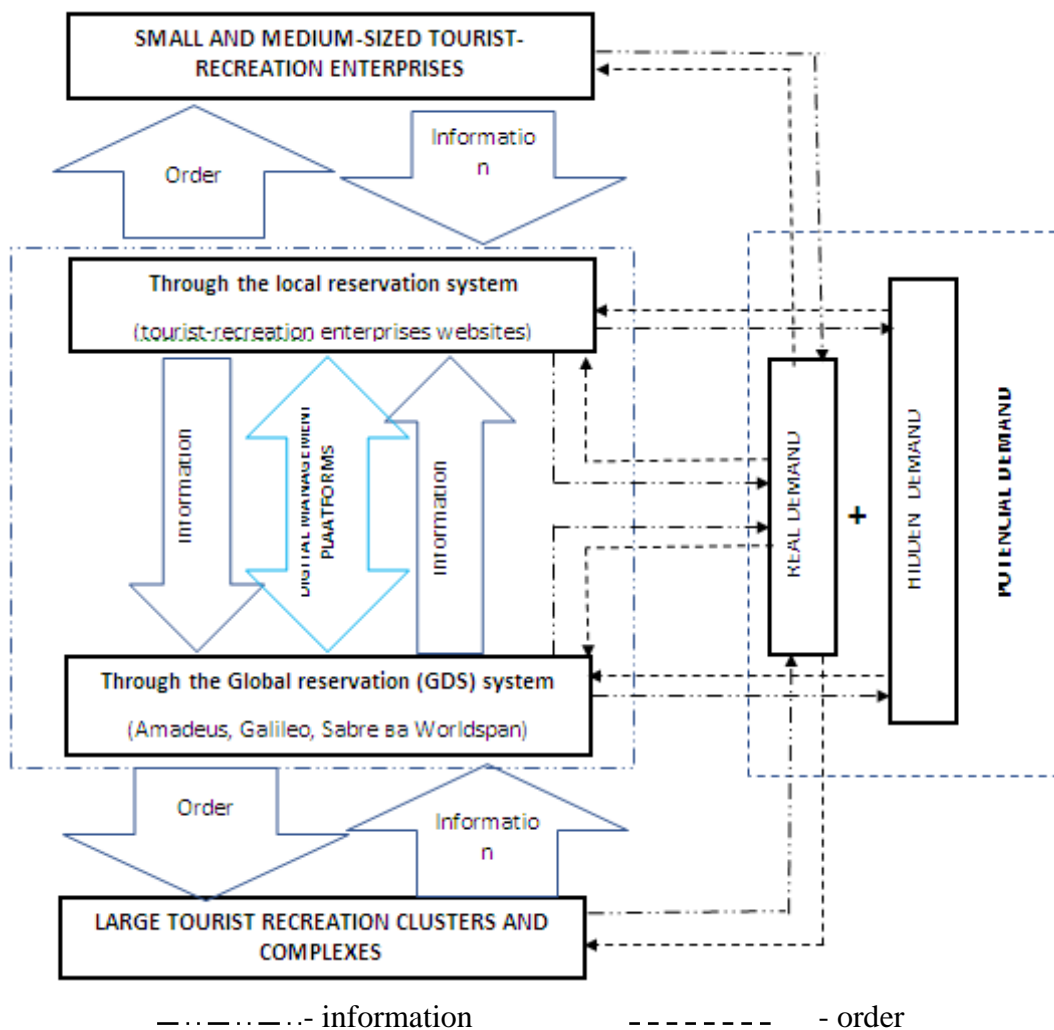 SMALL AND MEDIUM-SIZED TOURIST-
RECREATION ENTERPRISES
Order
Informatio
n
Through the local reservation system
(tourist-recreation enterprises websites)
Information
DIGITAL MANAGEMENT
PLAATFORMS
Information
REAL DEMAND
+
HIDDEN DEMAND
POTENCIAL DEMAND
Through the Global reservation (GDS) system
(Amadeus, Galileo, Sabre ва Worldspan)
Order
Informatio
n
LARGE TOURIST RECREATION CLUSTERS AND
COMPLEXES
- information
- order